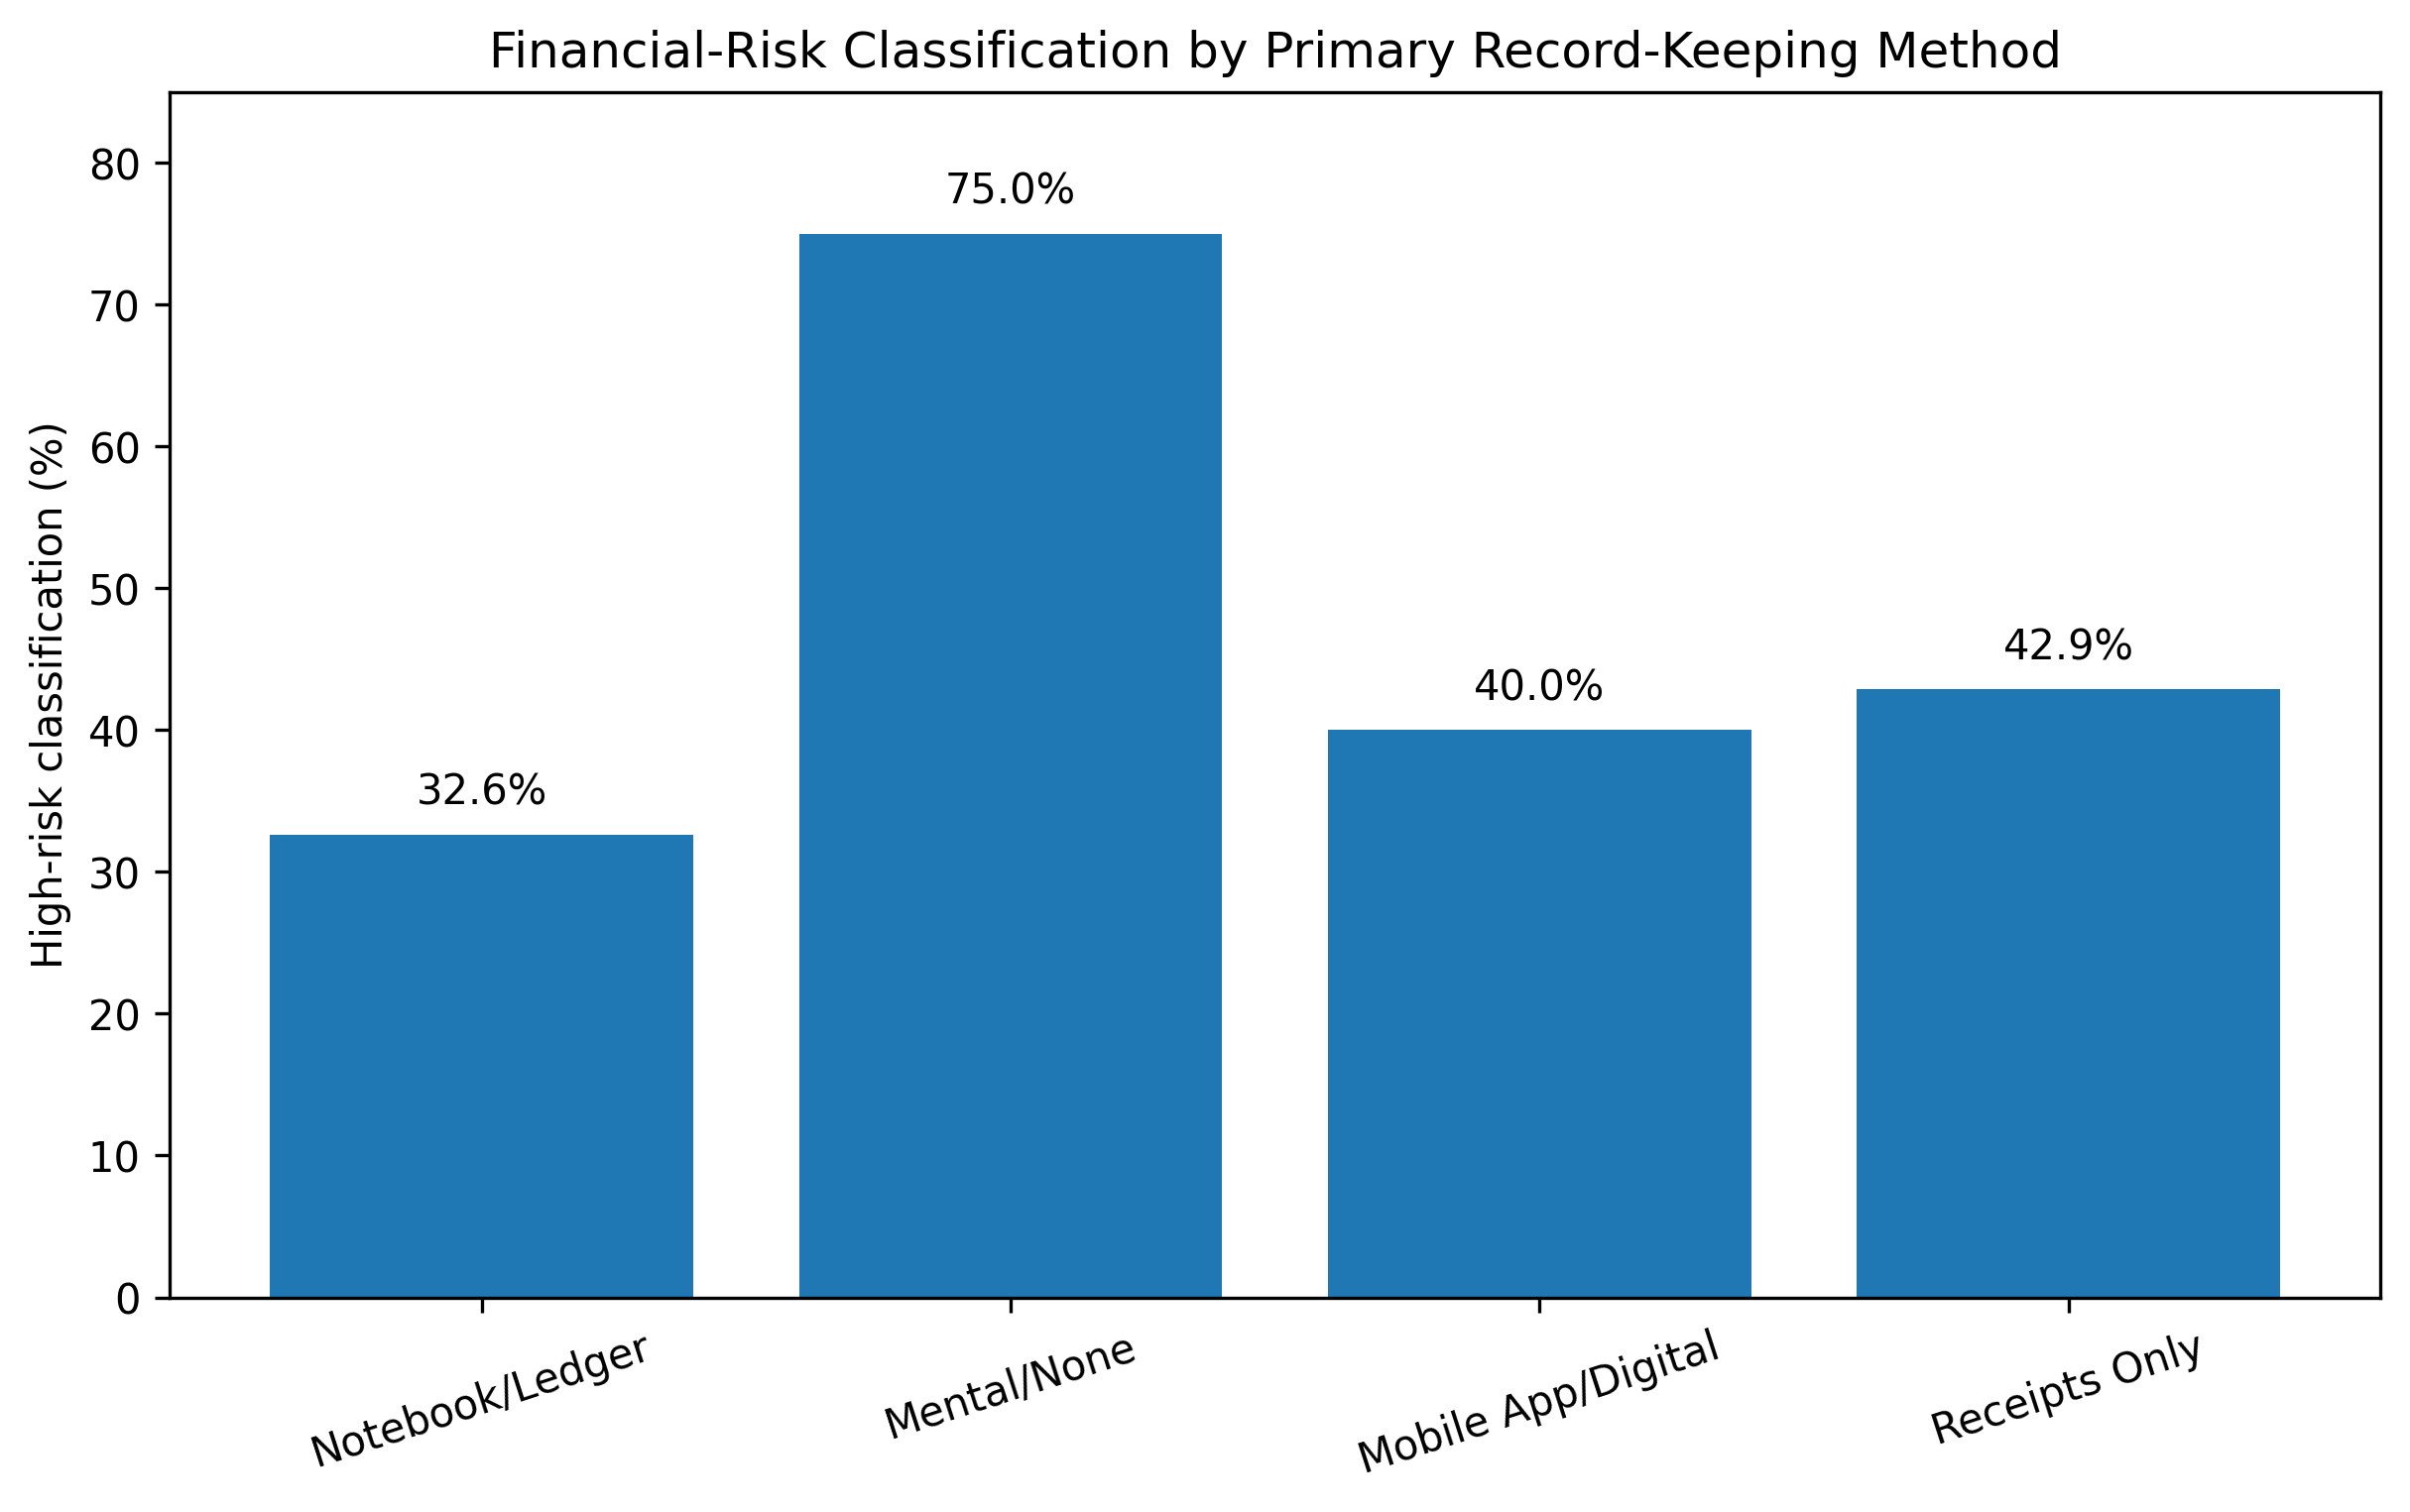 Financial-Risk Classification by Primary Record-Keeping Method
High-risk classification (%)
80
70
60
50
40
30
20
10
0
32.6%
75.0%
40.0%
42.9%
Notebook/Ledger
Mental/None
Mobile App/Digital
Receipts Only